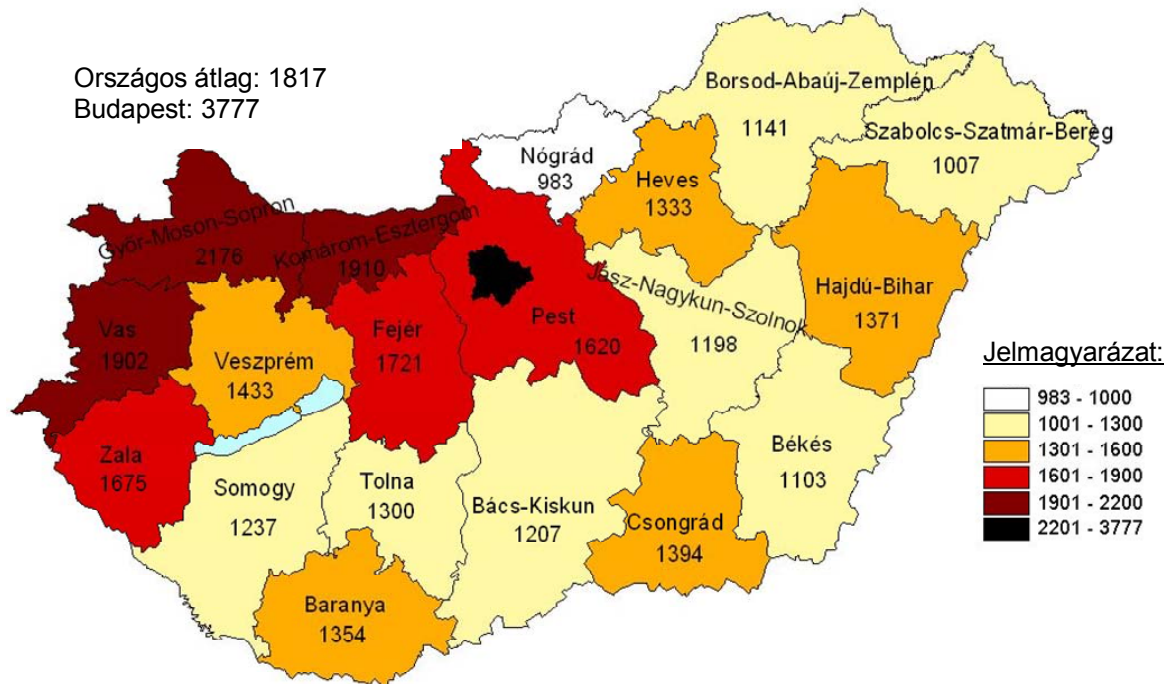 Országos átlag: 1817
Budapest: 3777
Borsod-Abaúj-Zemplén
1141
Szabolcs-Szatmár-Bereg
1007
Nógrád
983
Heves
1333
Győr-Moson-Sopron
2176
Komárom-Esztergom
1910
Jász-Nagykun-Szolnok
1198
Hajdú-Bihar
1371
Vas
1902
Veszprém
1433
Fejér
1721
Pest
1620
Jelmagyarázat:
983 - 1000
1001 - 1300
1301 - 1600
1601 - 1900
1901 - 2200
2201 - 3777
Zala
1675
Somogy
1237
Tolna
1300
Bács-Kiskun
1207
Békés
1103
Csongrád
1394
Baranya
1354